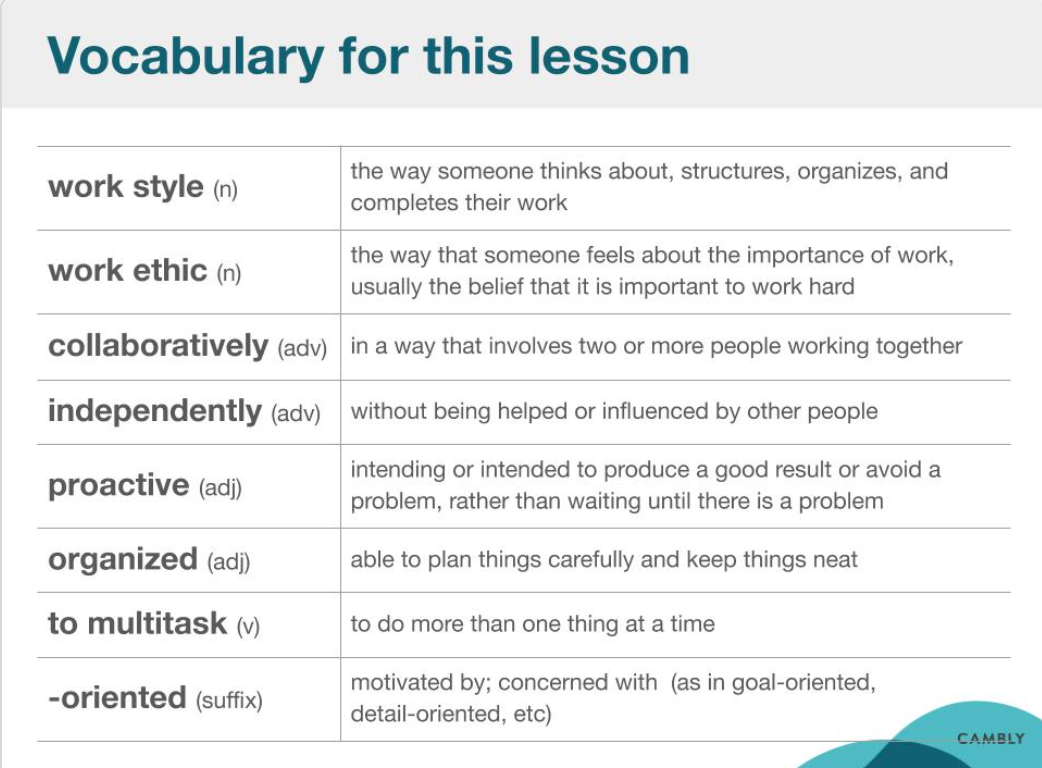 Vocabulary for this lesson
work style (n)
the way someone thinks about, structures, organizes, and
completes their work
work ethic (n)
the way that someone feels about the importance of work,
usually the belief that it is important to work hard
collaboratively (adv)
in a way that involves two or more people working together
independently (adv)
without being helped or influenced by other people
proactive (adj)
intending or intended to produce a good result or avoid a
problem, rather than waiting until there is a problem
organized (adj)
able to plan things carefully and keep things neat
to multitask (v)
to do more than one thing at a time
-oriented (suffix)
motivated by; concerned with  (as in goal-oriented,
detail-oriented, etc)
CAMBLY